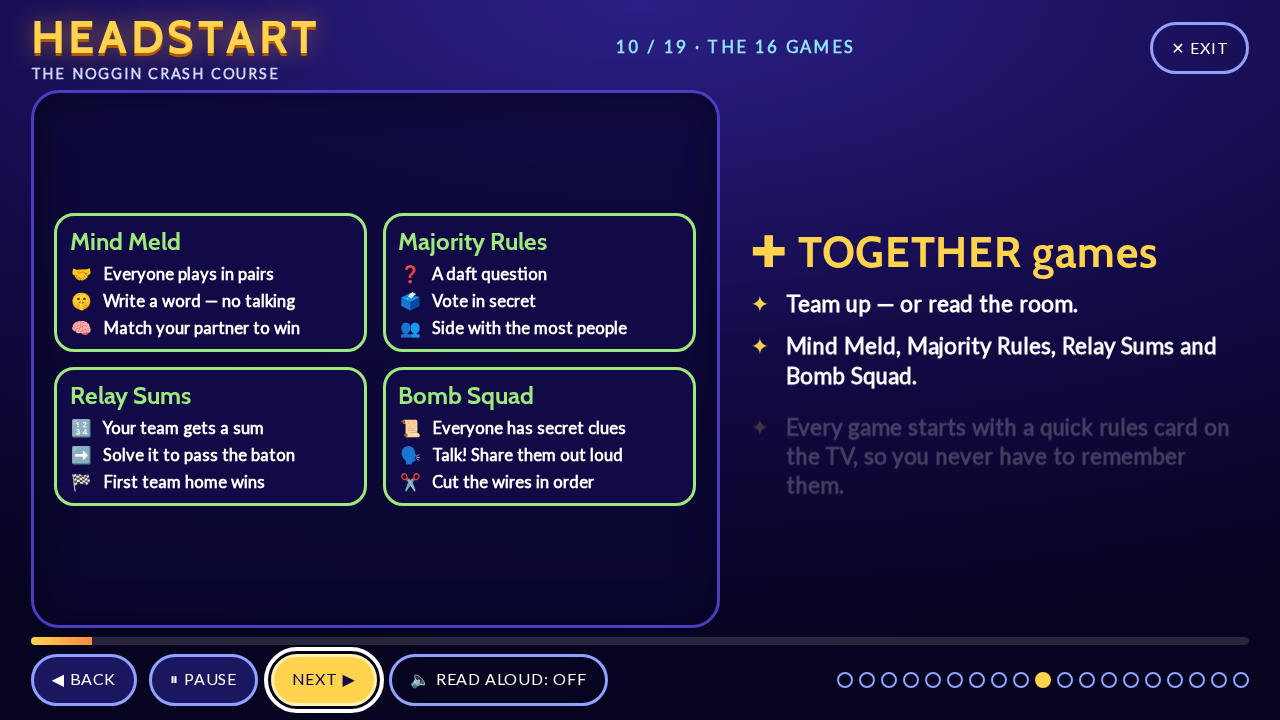 HEADSTART
THE NOGGIN CRASH COURSE
10 / 19 · THE 16 GAMES
✕ EXIT
Mind Meld
🤝 Everyone plays in pairs
🤫 Write a word — no talking
🧠 Match your partner to win
Majority Rules
❓ A daft question
🗳️ Vote in secret
👥 Side with the most people
Relay Sums
🔢 Your team gets a sum
➡️ Solve it to pass the baton
🏁 First team home wins
Bomb Squad
📜 Everyone has secret clues
🗣️ Talk! Share them out loud
✂️ Cut the wires in order
✚ TOGETHER games
✦ Team up — or read the room.
✦ Mind Meld, Majority Rules, Relay Sums and
Bomb Squad.
✦ Every game starts with a quick rules card on
the TV, so you never have to remember
them.
◀ BACK
⏸ PAUSE
NEXT ▶
🔈 READ ALOUD: OFF